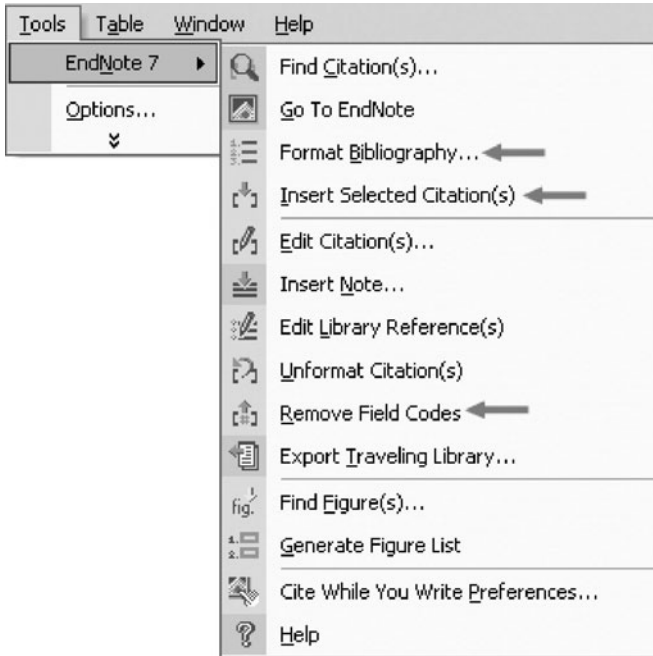 Tools Table Window Help
EndNote 7
Options...
Find Citation(s)...
Go To EndNote
Format Bibliography...
Insert Selected Citation(s)
Edit Citation(s)...
Insert Note...
Edit Library Reference(s)
Unformat Citation(s)
Remove Field Codes
Export Traveling Library...
fig. Find Figure(s)...
Generate Figure List
Cite While You Write Preferences...
Help